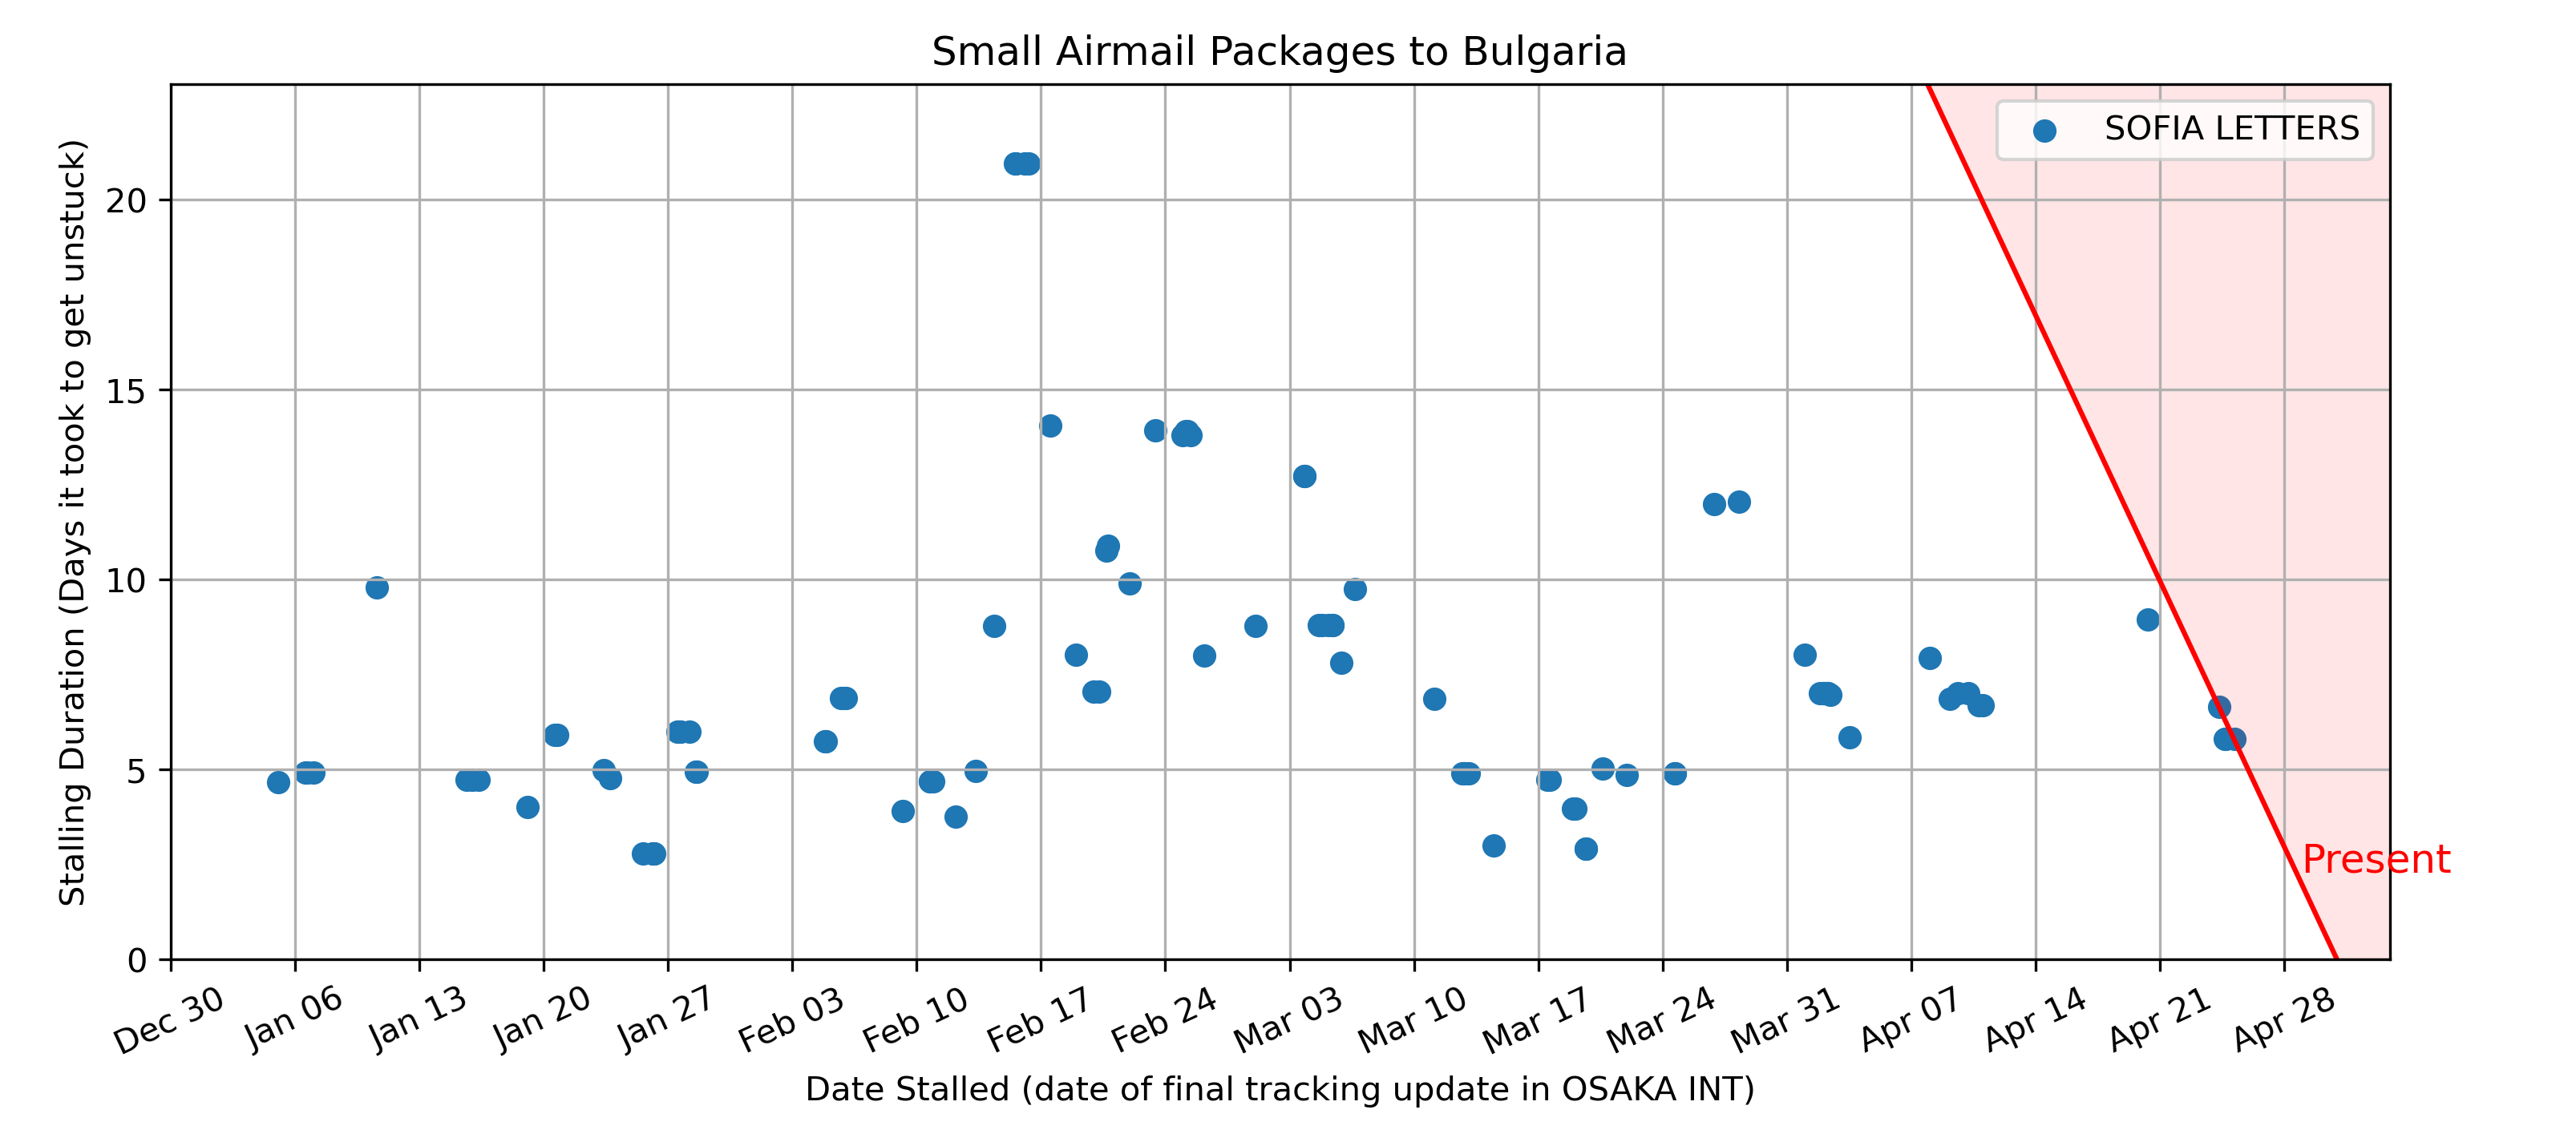 Small Airmail Packages to Bulgaria
SOFIA LETTERS
Stalling Duration (Days it took to get unstuck)
20
15
10
5
0
Present
Dec 30 Jan 06 Jan 13 Jan 20 Jan 27 Feb 03 Feb 10 Feb 17 Feb 24 Mar 03 Mar 10 Mar 17 Mar 24 Mar 31 Apr 07 Apr 14 Apr 21 Apr 28
Date Stalled (date of final tracking update in OSAKA INT)